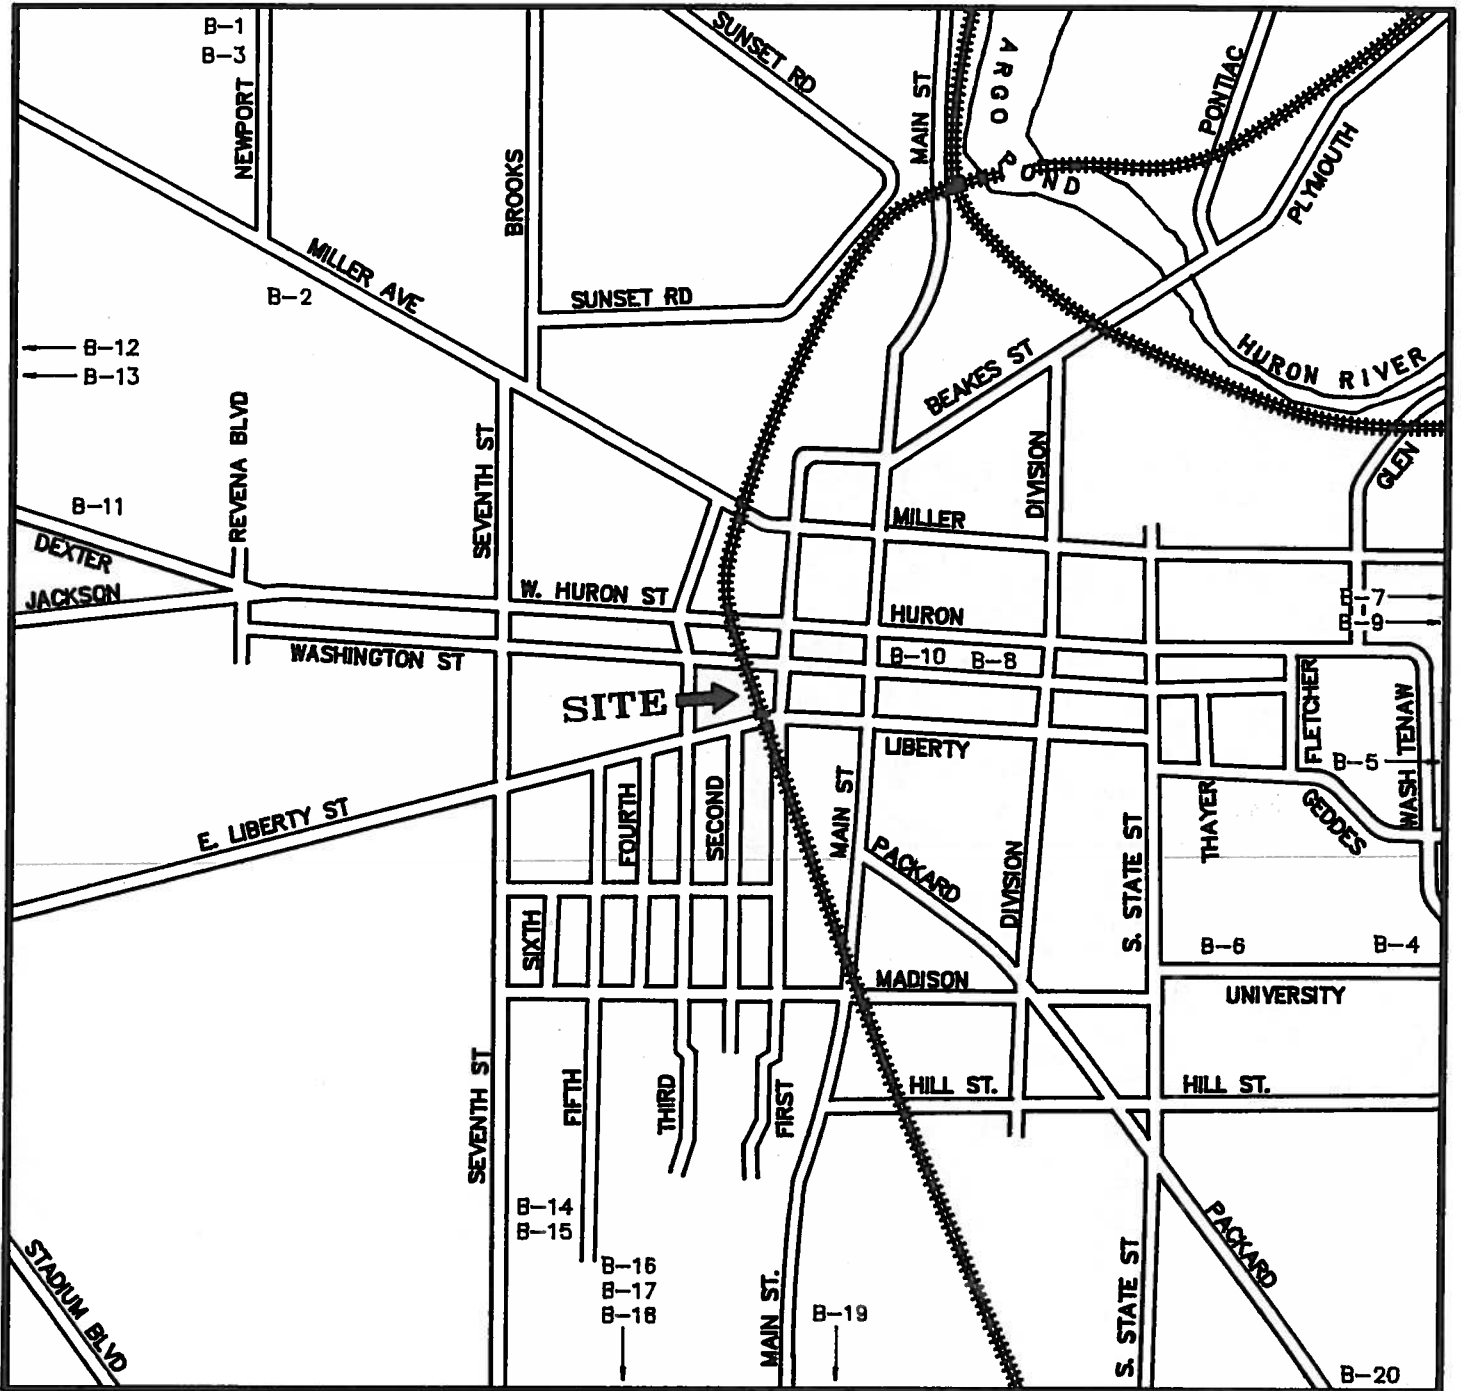 B-1
B-3
NEWPORT
BROOKS
SUNSET RD
MAIN ST
ARGO POND
PONTIAC
PLYMOUTH
MILLER AVE
B-2
SUNSET RD
B-12
B-13
HURON RIVER
BEAKES ST
REVENA BLVD
SEVENTH ST
DIVISION
GLEN
B-11
DEXTER
JACKSON
MILLER
W. HURON ST
HURON
B-7
B-9
WASHINGTON ST
B-10 B-8
SITE
LIBERTY
FLETCHER
WASH TENAW
B-5
E. LIBERTY ST
FOURTH
SECOND
MAIN ST
PACKARD
DIVISION
S. STATE ST
THAYER
GEDDES
SIXTH
B-6
B-4
MADISON
UNIVERSITY
SEVENTH ST
FIFTH
THIRD
FIRST
HILL ST.
HILL ST.
B-14
B-15
B-16
B-17
B-18
MAIN ST.
B-19
S. STATE ST
PACKARD
STADIUM BLVD
B-20